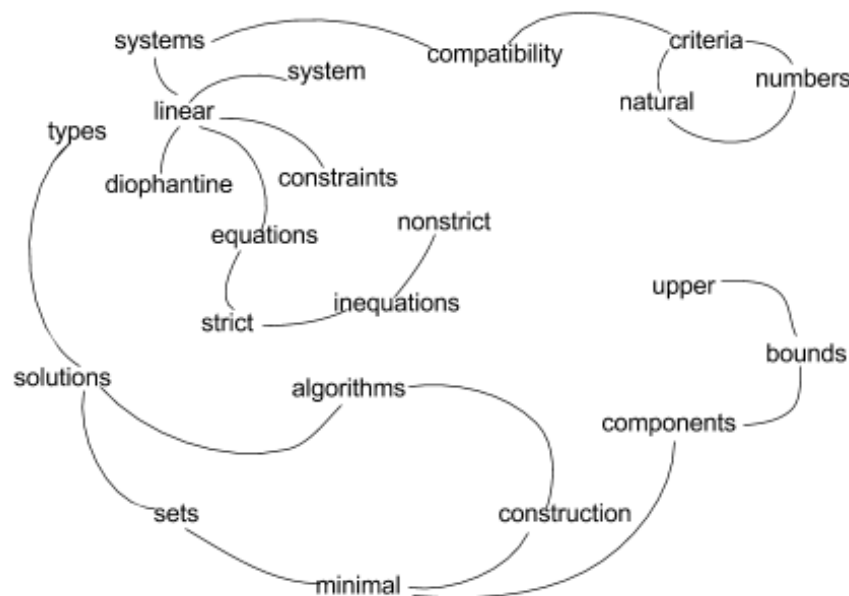 systems
compatibility
criteria
system
numbers
linear
natural
types
diophantine
constraints
equations
nonstrict
upper
strict
inequations
bounds
solutions
algorithms
components
sets
construction
minimal